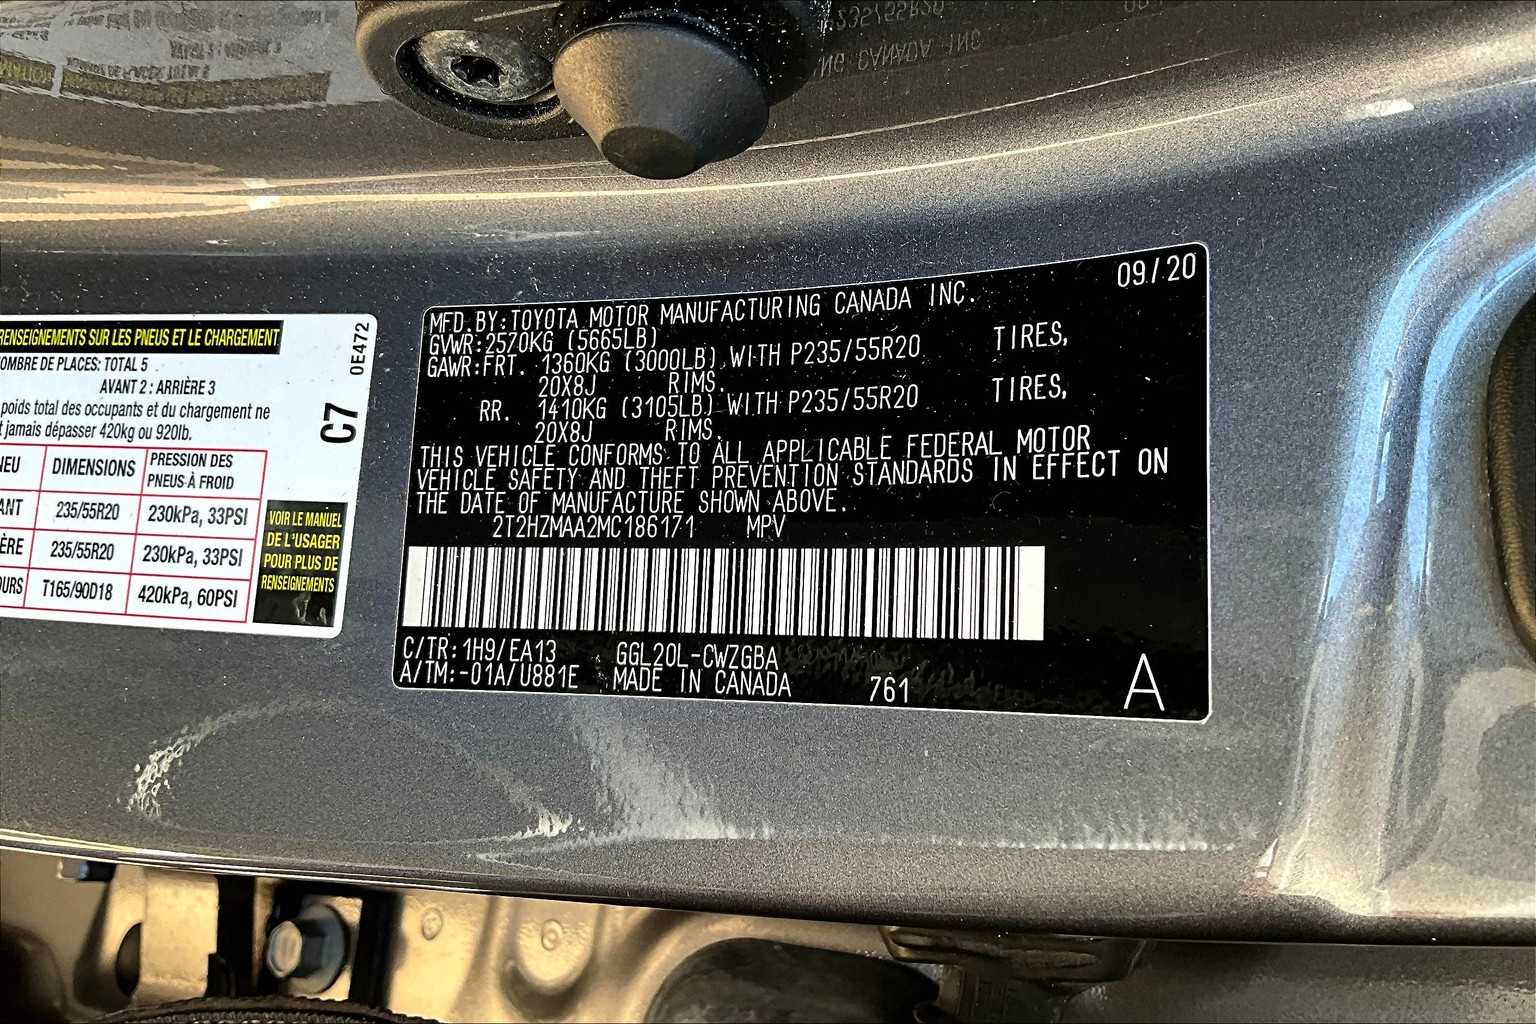 RENSEIGNEMENTS SUR LES PNEUS ET LE CHARGEMENT
OMBRE DE PLACES: TOTAL 5
AVANT 2 : ARRIÈRE 3
poids total des occupants et du chargement ne
t jamais dépasser 420kg ou 920lb.
NEU DIMENSIONS PRESSION DES PNEUS À FROID
ANT 235/55R20 230kPa, 33PSI
ÈRE 235/55R20 230kPa, 33PSI
OURS T165/90D18 420kPa, 60PSI
0E472
C7
VOIR LE MANUEL
DE L'USAGER
POUR PLUS DE
RENSEIGNEMENTS
09/20
MFD.BY:TOYOTA MOTOR MANUFACTURING CANADA INC.
GVWR:2570KG (5665LB)
GAWR:FRT. 1360KG (3000LB) WITH P235/55R20 TIRES,
20X8J RIMS.
RR. 1410KG (3105LB) WITH P235/55R20 TIRES,
20X8J RIMS.
THIS VEHICLE CONFORMS TO ALL APPLICABLE FEDERAL MOTOR
VEHICLE SAFETY AND THEFT PREVENTION STANDARDS IN EFFECT ON
THE DATE OF MANUFACTURE SHOWN ABOVE.
2T2HZMAA2MC186171 MPV
C/TR:1H9/EA13 GGL20L-CWZGBA
A/TM:-01A/U881E MADE IN CANADA 761
A